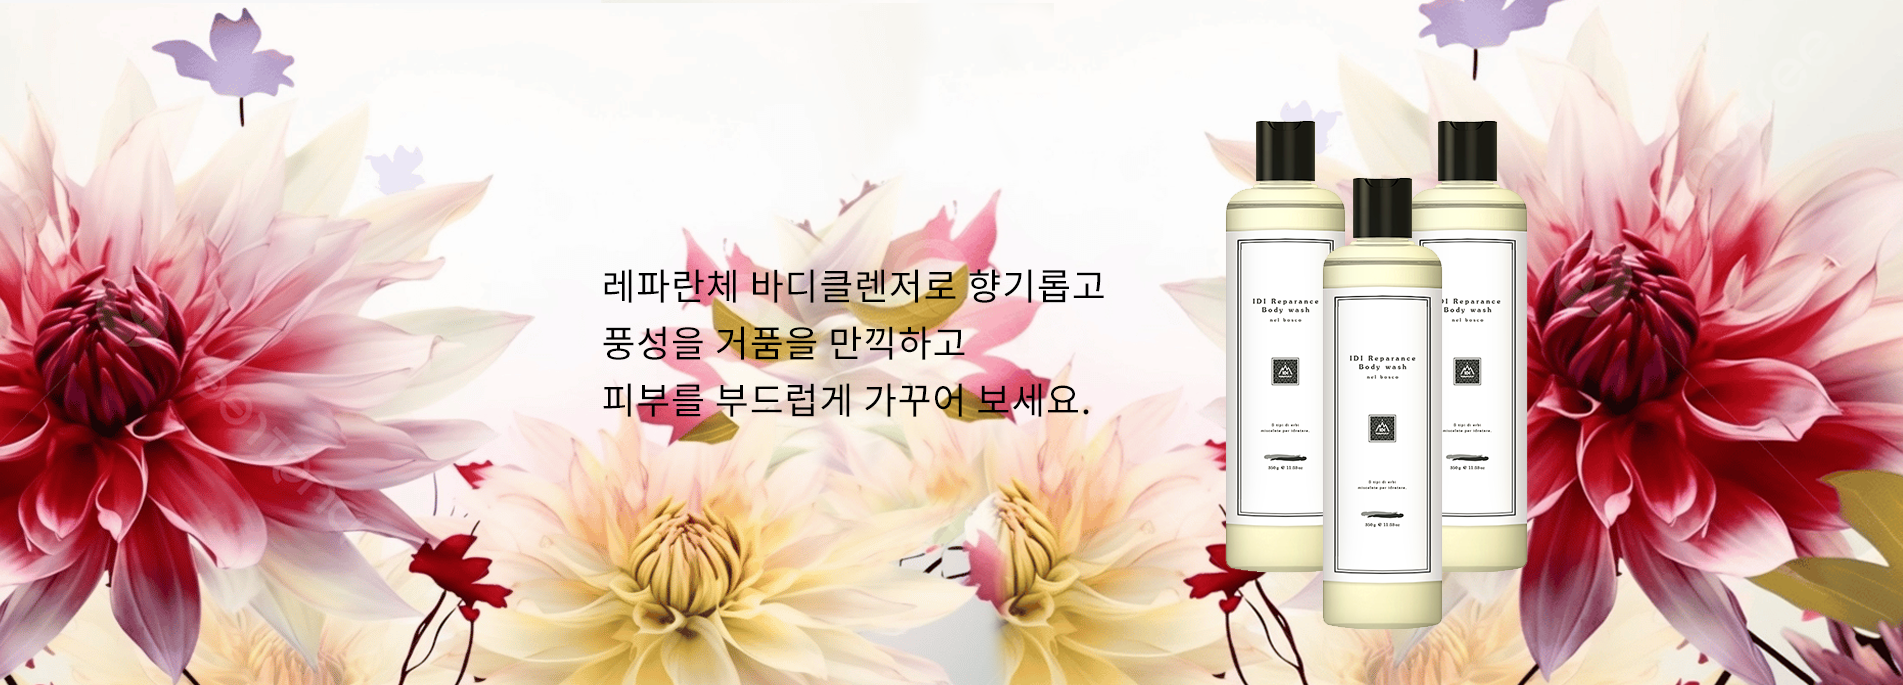 레파란체 바디클렌저로 향기롭고
풍성을 거품을 만끽하고
피부를 부드럽게 가꾸어 보세요.
IDI Reparance
Body wash
nel bosco
IDI Reparance
Body wash
nel bosco
IDI Reparance
Body wash
nel bosco